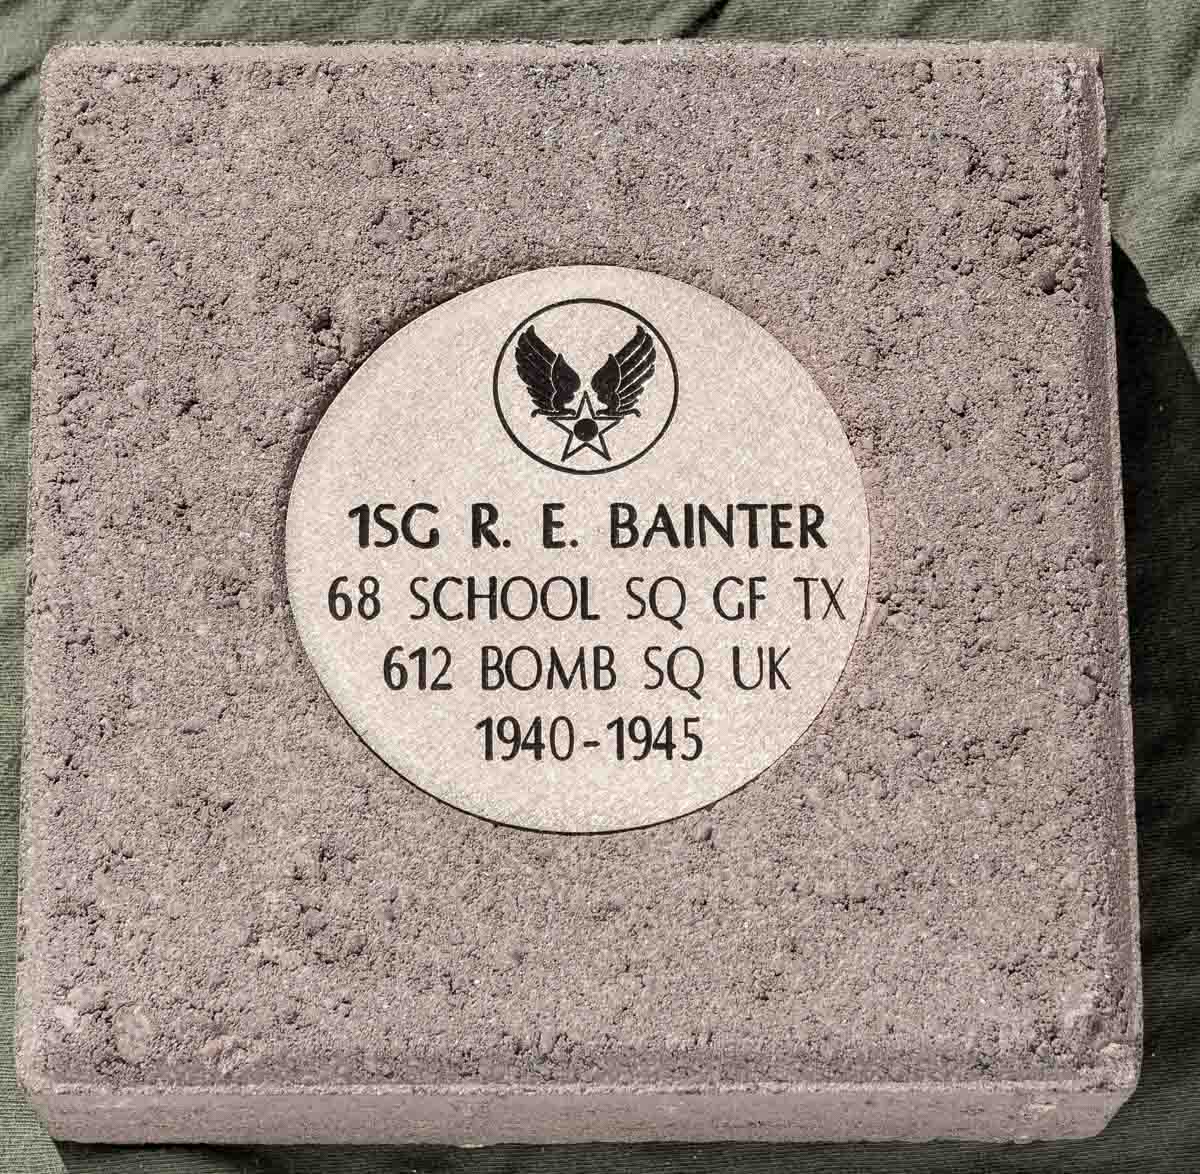 1SG R. E. BAINTER
68 SCHOOL SQ GF TX
612 BOMB SQ UK
1940-1945